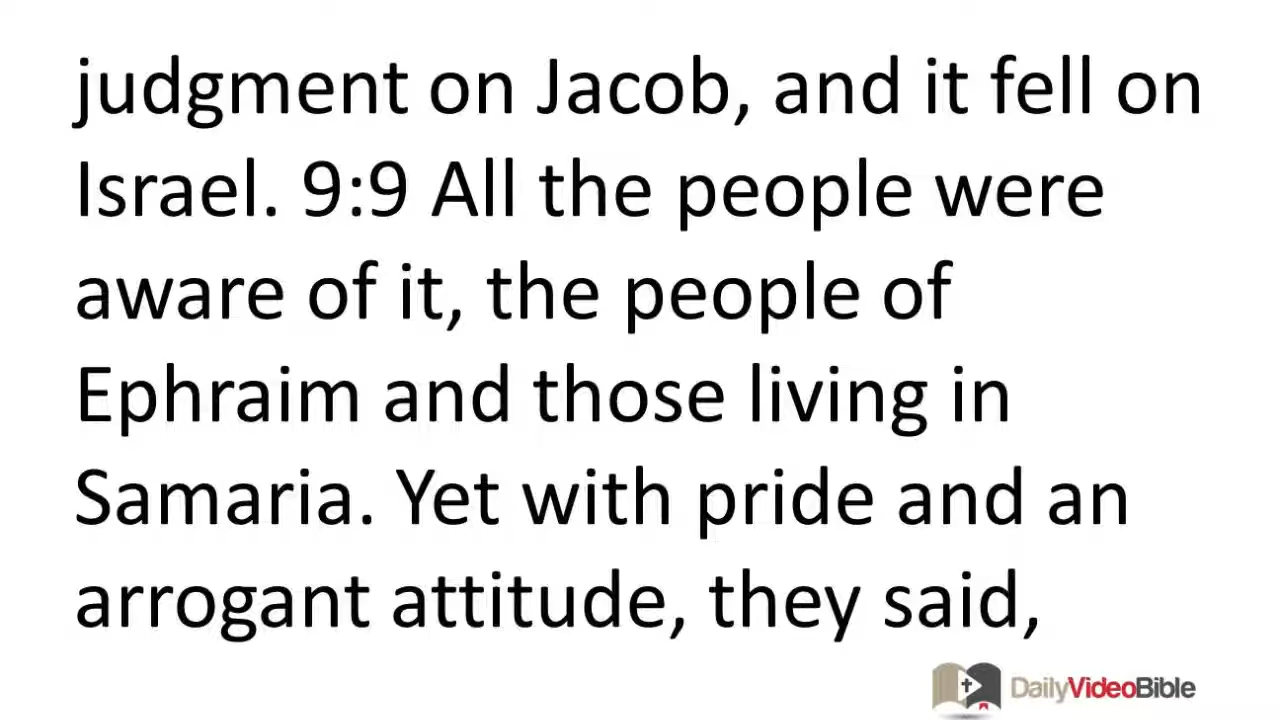 judgment on Jacob, and it fell on
Israel. 9:9 All the people were
aware of it, the people of
Ephraim and those living in
Samaria. Yet with pride and an
arrogant attitude, they said,
DailyVideoBible